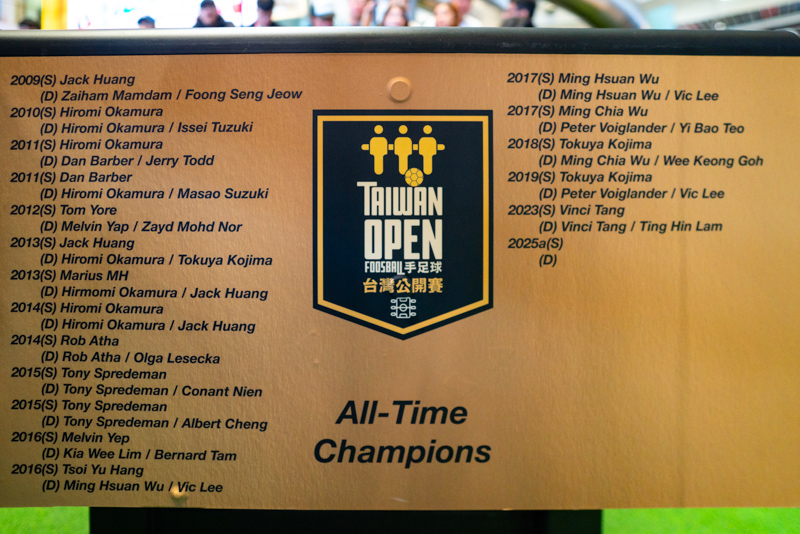 2009(S) Jack Huang
(D) Zaiham Mamdam / Foong Seng Jeow
2010(S) Hiromi Okamura
(D) Hiromi Okamura / Issei Tuzuki
2011(S) Hiromi Okamura
(D) Dan Barber / Jerry Todd
2011(S) Dan Barber
(D) Hiromi Okamura / Masao Suzuki
2012(S) Tom Yore
(D) Melvin Yap / Zayd Mohd Nor
2013(S) Jack Huang
(D) Hiromi Okamura / Tokuya Kojima
2013(S) Marius MH
(D) Hirmomi Okamura / Jack Huang
2014(S) Hiromi Okamura
(D) Hiromi Okamura / Jack Huang
2014(S) Rob Atha
(D) Rob Atha / Olga Lesecka
2015(S) Tony Spredeman
(D) Tony Spredeman / Conant Nien
2015(S) Tony Spredeman
(D) Tony Spredeman / Albert Cheng
2016(S) Melvin Yep
(D) Kia Wee Lim / Bernard Tam
2016(S) Tsoi Yu Hang
(D) Ming Hsuan Wu / Vic Lee
TAIWAN
OPEN
FOOSBALL 手足球
台灣公開賽
All-Time
Champions
2017(S) Ming Hsuan Wu
(D) Ming Hsuan Wu / Vic Lee
2017(S) Ming Chia Wu
(D) Peter Voiglander / Yi Bao Teo
2018(S) Tokuya Kojima
(D) Ming Chia Wu / Wee Keong Goh
2019(S) Tokuya Kojima
(D) Peter Voiglander / Vic Lee
2023(S) Vinci Tang
(D) Vinci Tang / Ting Hin Lam
2025a(S)
(D)